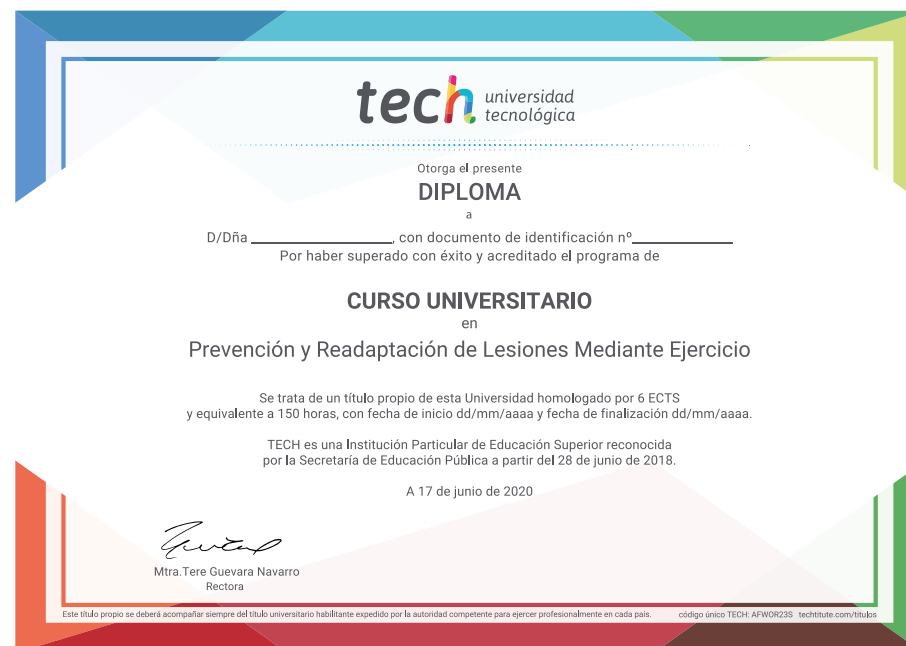 tech universidad
tecnológica
Otorga el presente
DIPLOMA
a
D/Dña ____________________, con documento de identificación nº______________
Por haber superado con éxito y acreditado el programa de
CURSO UNIVERSITARIO
en
Prevención y Readaptación de Lesiones Mediante Ejercicio
Se trata de un título propio de esta Universidad homologado por 6 ECTS
y equivalente a 150 horas, con fecha de inicio dd/mm/aaaa y fecha de finalización dd/mm/aaaa.
TECH es una Institución Particular de Educación Superior reconocida
por la Secretaría de Educación Pública a partir del 28 de junio de 2018.
A 17 de junio de 2020
Mtra.Tere Guevara Navarro
Rectora
Este título propio se deberá acompañar siempre del título universitario habilitante expedido por la autoridad competente para ejercer profesionalmente en cada país. código único TECH: AFWOR23S techtitute.com/titulos